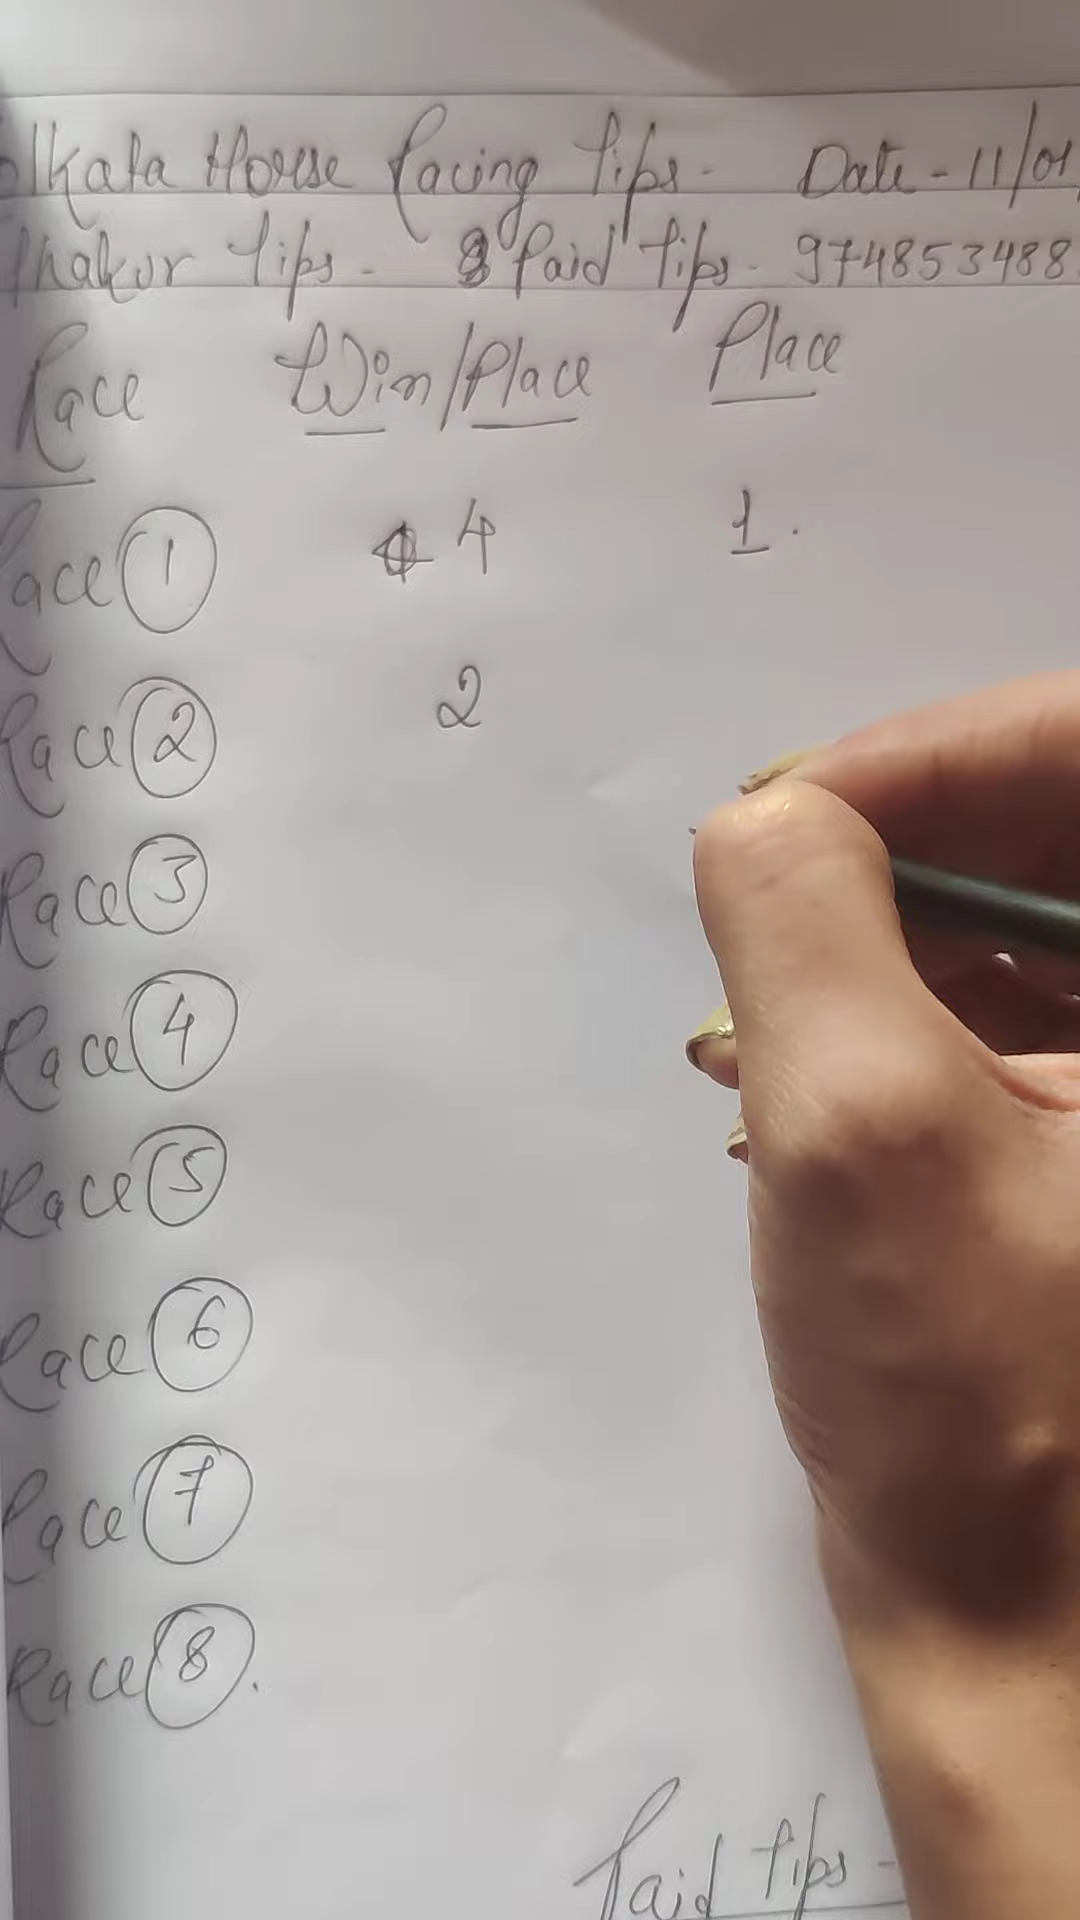 olkata Horse Racing Tips - Date - 11/01
Thakur Tips - Paid Tips - 974853488
Race Win/Place Place
Race 1 4 1.
Race 2 2
Race 3
Race 4
Race 5
Race 6
Race 7
Race 8.
Paid Tips -